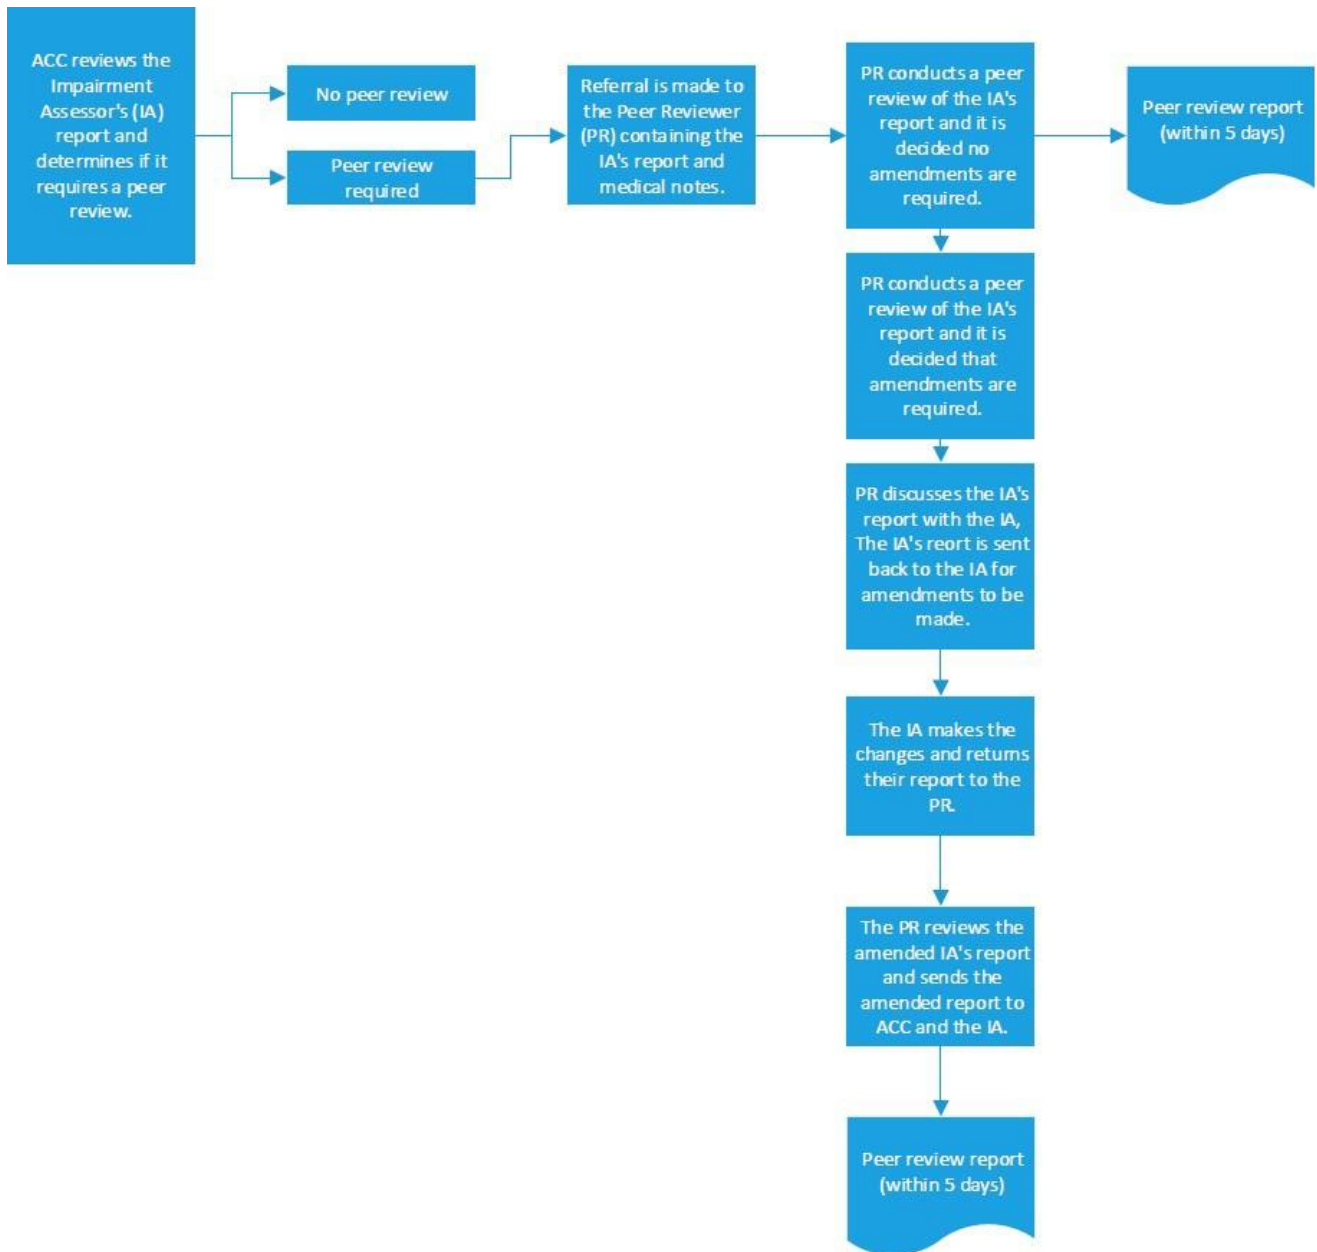 ACC reviews the
Impairment
Assessor's (IA)
report and
determines if it
requires a peer
review.
No peer review
Peer review
required
Referral is made to
the Peer Reviewer
(PR) containing the
IA's report and
medical notes.
PR conducts a peer
review of the IA's
report and it is
decided no
amendments are
required.
Peer review report
(within 5 days)
PR conducts a peer
review of the IA's
report and it is
decided that
amendments are
required.
PR discusses the IA's
report with the IA,
The IA's reort is sent
back to the IA for
amendments to be
made.
The IA makes the
changes and returns
their report to the
PR.
The PR reviews the
amended IA's report
and sends the
amended report to
ACC and the IA.
Peer review report
(within 5 days)